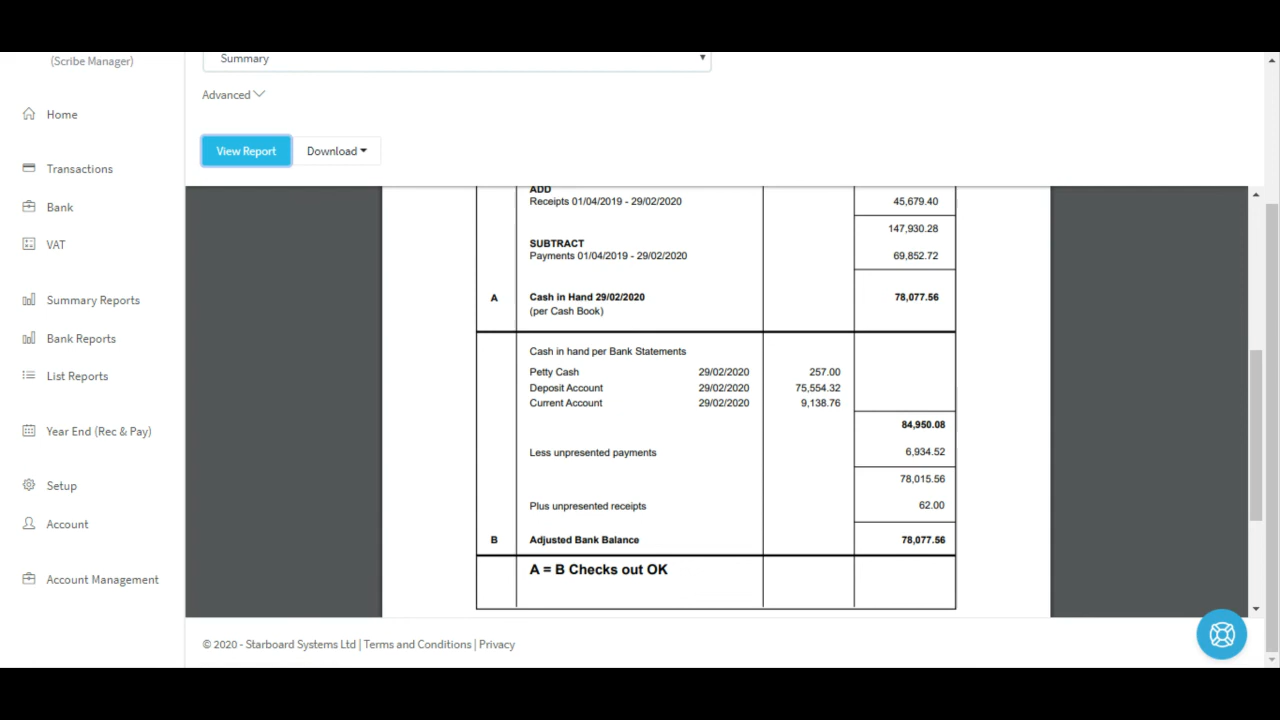 (Scribe Manager)
Home
Transactions
Bank
VAT
Summary Reports
Bank Reports
List Reports
Year End (Rec & Pay)
Setup
Account
Account Management
Summary
Advanced
View Report
Download
ADD
Receipts 01/04/2019 - 29/02/2020 45,679.40
147,930.28
SUBTRACT
Payments 01/04/2019 - 29/02/2020 69,852.72
A Cash in Hand 29/02/2020 78,077.56
(per Cash Book)
Cash in hand per Bank Statements
Petty Cash 29/02/2020 257.00
Deposit Account 29/02/2020 75,554.32
Current Account 29/02/2020 9,138.76
84,950.08
Less unpresented payments 6,934.52
78,015.56
Plus unpresented receipts 62.00
B Adjusted Bank Balance 78,077.56
A = B Checks out OK
© 2020 - Starboard Systems Ltd | Terms and Conditions | Privacy